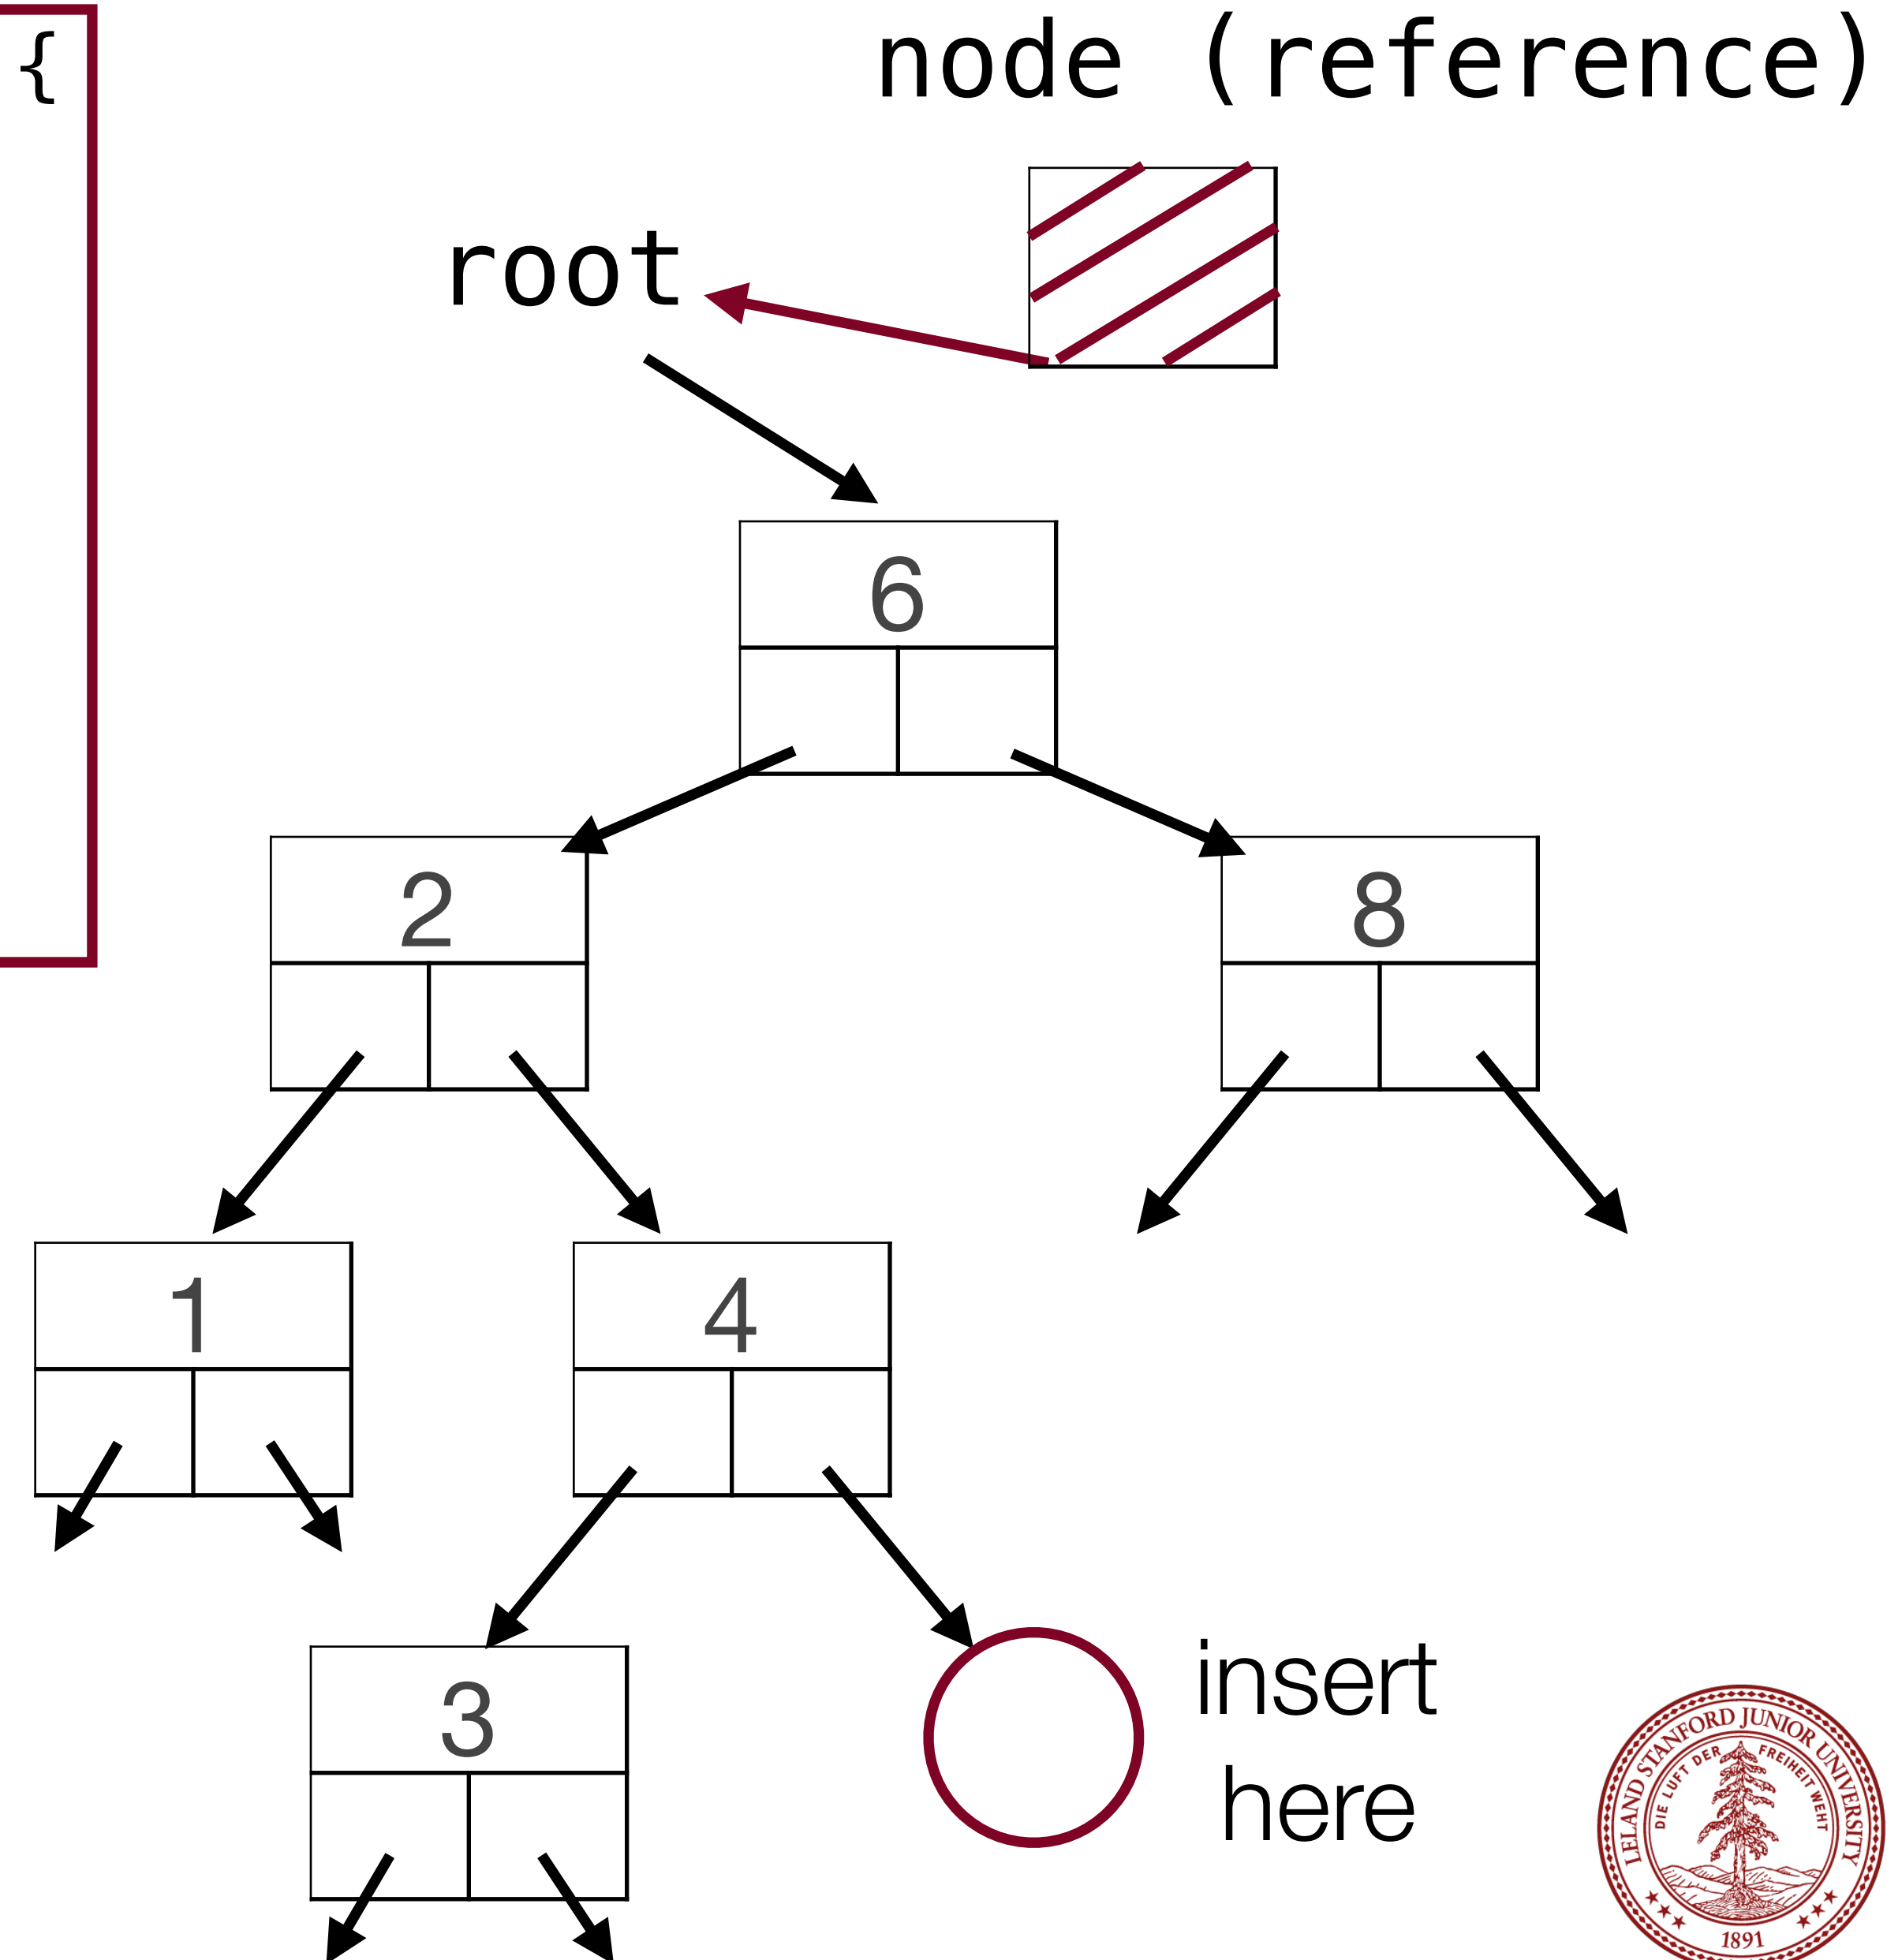 {
node (reference)
root
6
2
8
1
4
3
insert
here
LELAND STANFORD JUNIOR UNIVERSITY
DIE LUFT DER FREIHEIT WEHT
1891